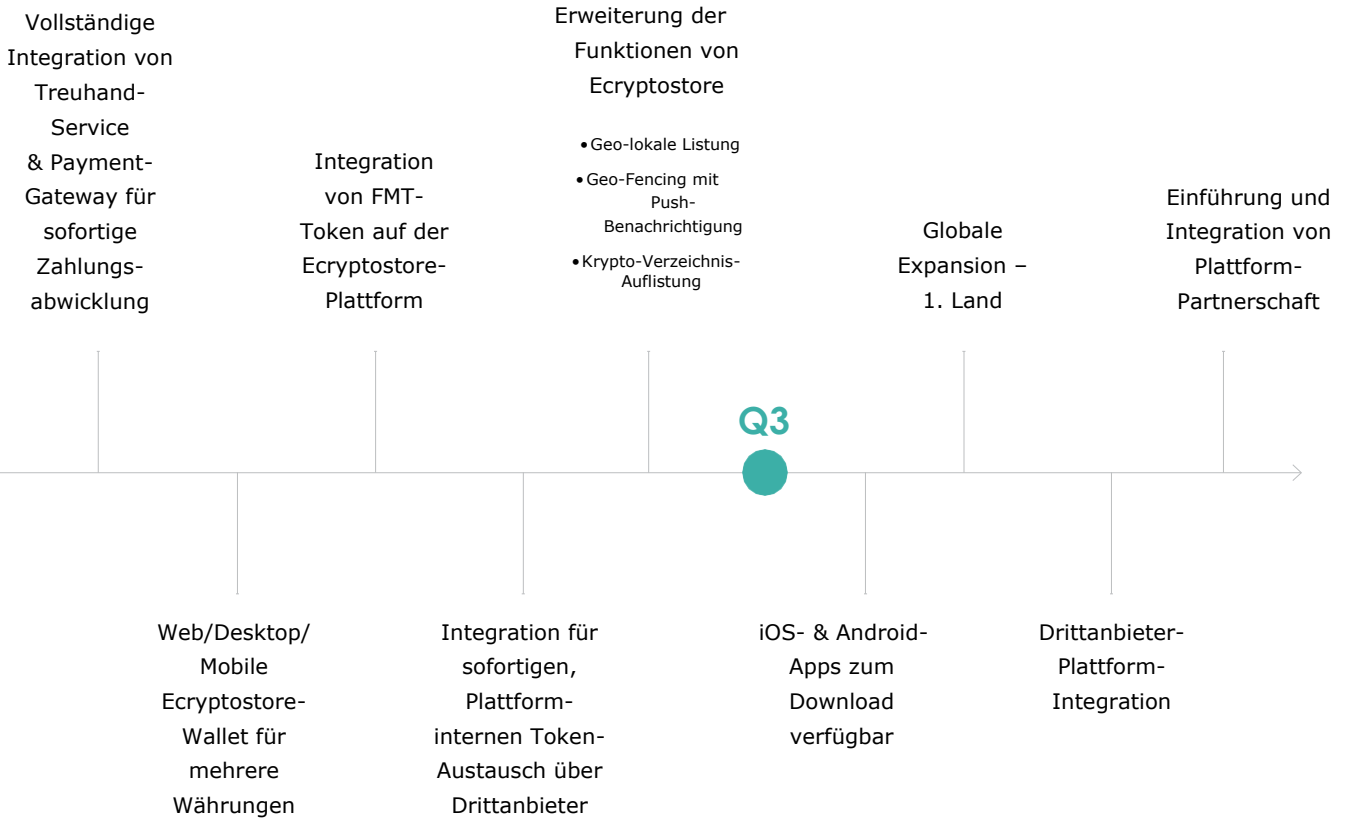 Vollständige
Integration von
Treuhand-
Service
& Payment-
Gateway für
sofortige
Zahlungs-
abwicklung
Integration
von FMT-
Token auf der
Ecryptostore-
Plattform
Erweiterung der
Funktionen von
Ecryptostore
• Geo-lokale Listung
• Geo-Fencing mit
Push-
Benachrichtigung
• Krypto-Verzeichnis-
Auflistung
Globale
Expansion –
1. Land
Einführung und
Integration von
Plattform-
Partnerschaft
Q3
Web/Desktop/
Mobile
Ecryptostore-
Wallet für
mehrere
Währungen
Integration für
sofortigen,
Plattform-
internen Token-
Austausch über
Drittanbieter
iOS- & Android-
Apps zum
Download
verfügbar
Drittanbieter-
Plattform-
Integration